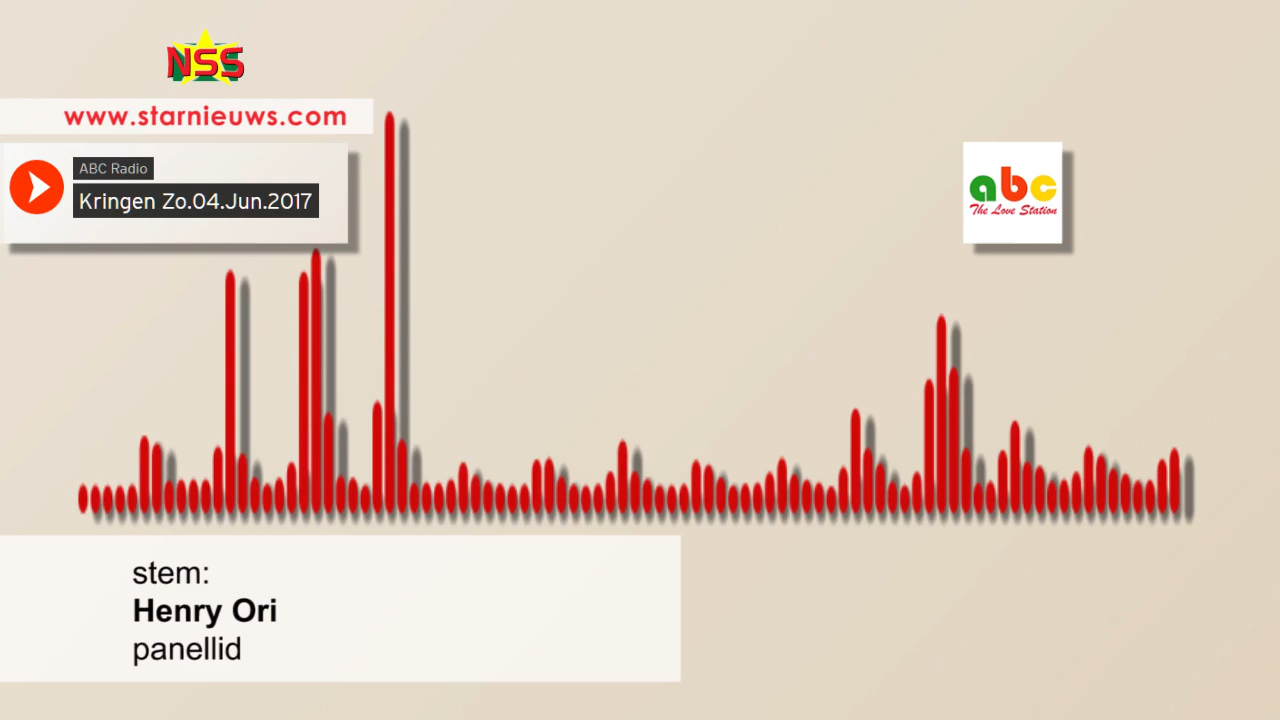 NSS
www.starnieuws.com
ABC Radio
Kringen Zo.04.Jun.2017
abc
The Love Station
stem:
Henry Ori
panellid